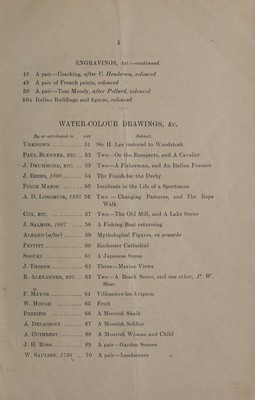 5
ENGRAVINGS, &c.—continued.
48 A pair—Coaching, after C. Henderson, coloured
49 A pair of French prints, coloured
50 A pair—Tom Moody, after Pollard, coloured
50A Italian Buildings and figures, coloured
WATER-COLOUR DRAWINGS, &c.
By or attributed to LOT Subject.
UNKNOWN 51 Sir H. Lee restored to Woodstock
PAUL BLENNER, ETC. 52 Two—On the Ramparts, and A Cavalier
J. DRUMMOND, ETC. 53 Two—A Fisherman, and An Italian Peasant
J. BEERS, 1890 54 The Finish for the Derby
FINCH MASON 55 Incidents in the Life of a Sportsman
A. D. LONGMUIR, 1882 56 Two—Changing Pastures, and The Rope
Walk
COX, ETC. 57 Two—The Old Mill, and A Lake Scene
J. SALMON, 1867 58 A Fishing Boat returning
ALBANO (after) 59 Mythological Figures, en gouache
PETTITT 60 Rochester Cathedral
SOGUKE 61 A Japanese Scene
J. THORPE 62 Three—Marine Views
R. ALEXANDER, ETC. 63 Two—A Beach Scene, and one other, P. W.
Steer
F. MAYOR 64 Villeneuve-les-Avignon
W. HOUGH 65 Fruit
PREZIOSI 66 A Moorish Sheik
A. DELACROIX 67 A Moorish Soldier
A. CUTHBERT 68 A Moorish Woman and Child
J. H. ROSS 69 A pair—Garden Scenes
W. SAULSBY, 1788 70 A pair—Landscapes